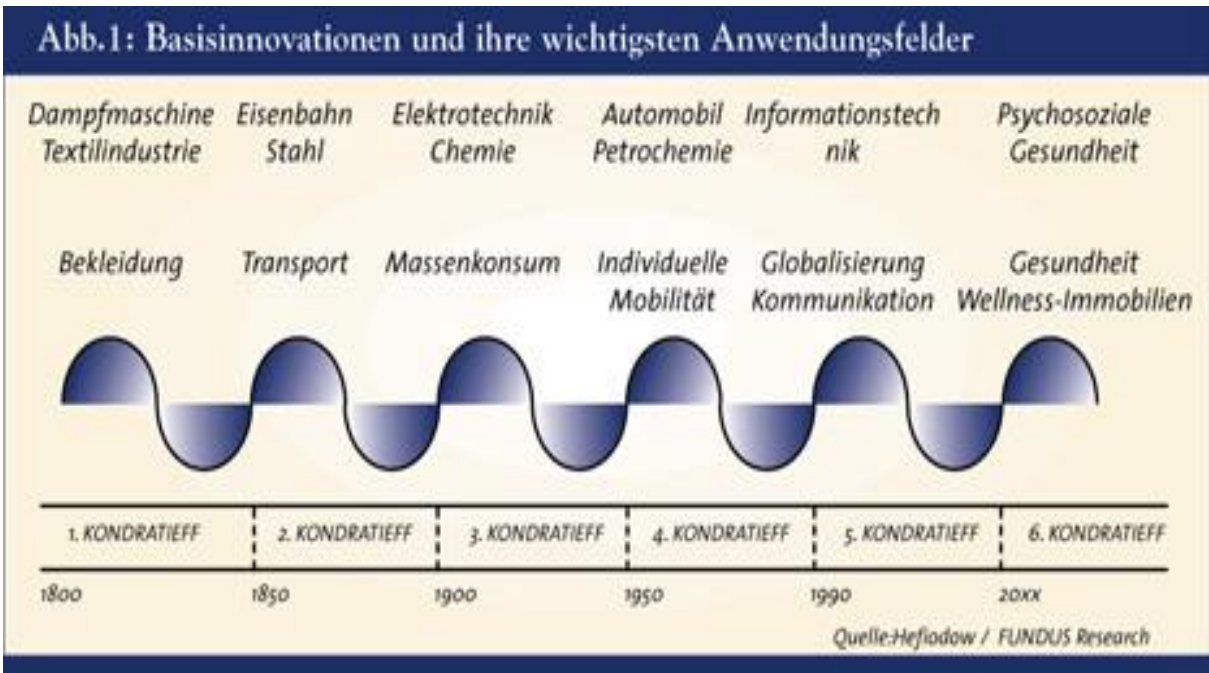 Abb.1: Basisinnovationen und ihre wichtigsten Anwendungsfelder
Dampfmaschine Eisenbahn Elektrotechnik Automobil Informationstech Psychosoziale
Textilindustrie Stahl Chemie Petrochemie nik Gesundheit
Bekleidung Transport Massenkonsum Individuelle Globalisierung Gesundheit
Mobilität Kommunikation Wellness-Immobilien
1. KONDRATIEFF 2. KONDRATIEFF 3. KONDRATIEFF 4. KONDRATIEFF 5. KONDRATIEFF 6. KONDRATIEFF
1800 1850 1900 1950 1990 20XX
Quelle:Hefiodow / FUNDUS Research